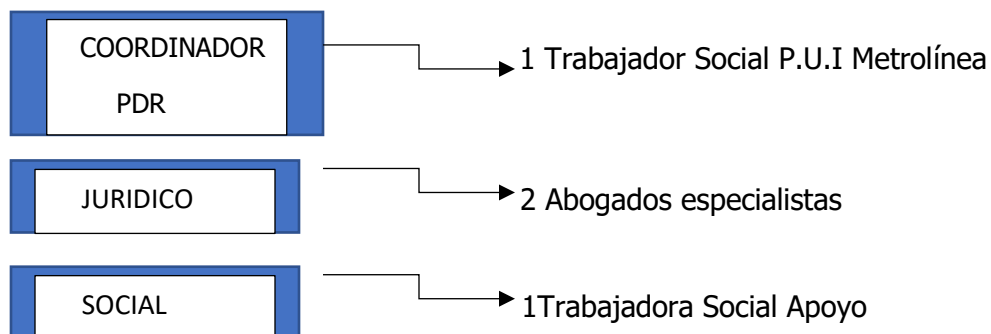 COORDINADOR
PDR
1 Trabajador Social P.U.I Metrolínea
JURIDICO
2 Abogados especialistas
SOCIAL
1Trabajadora Social Apoyo